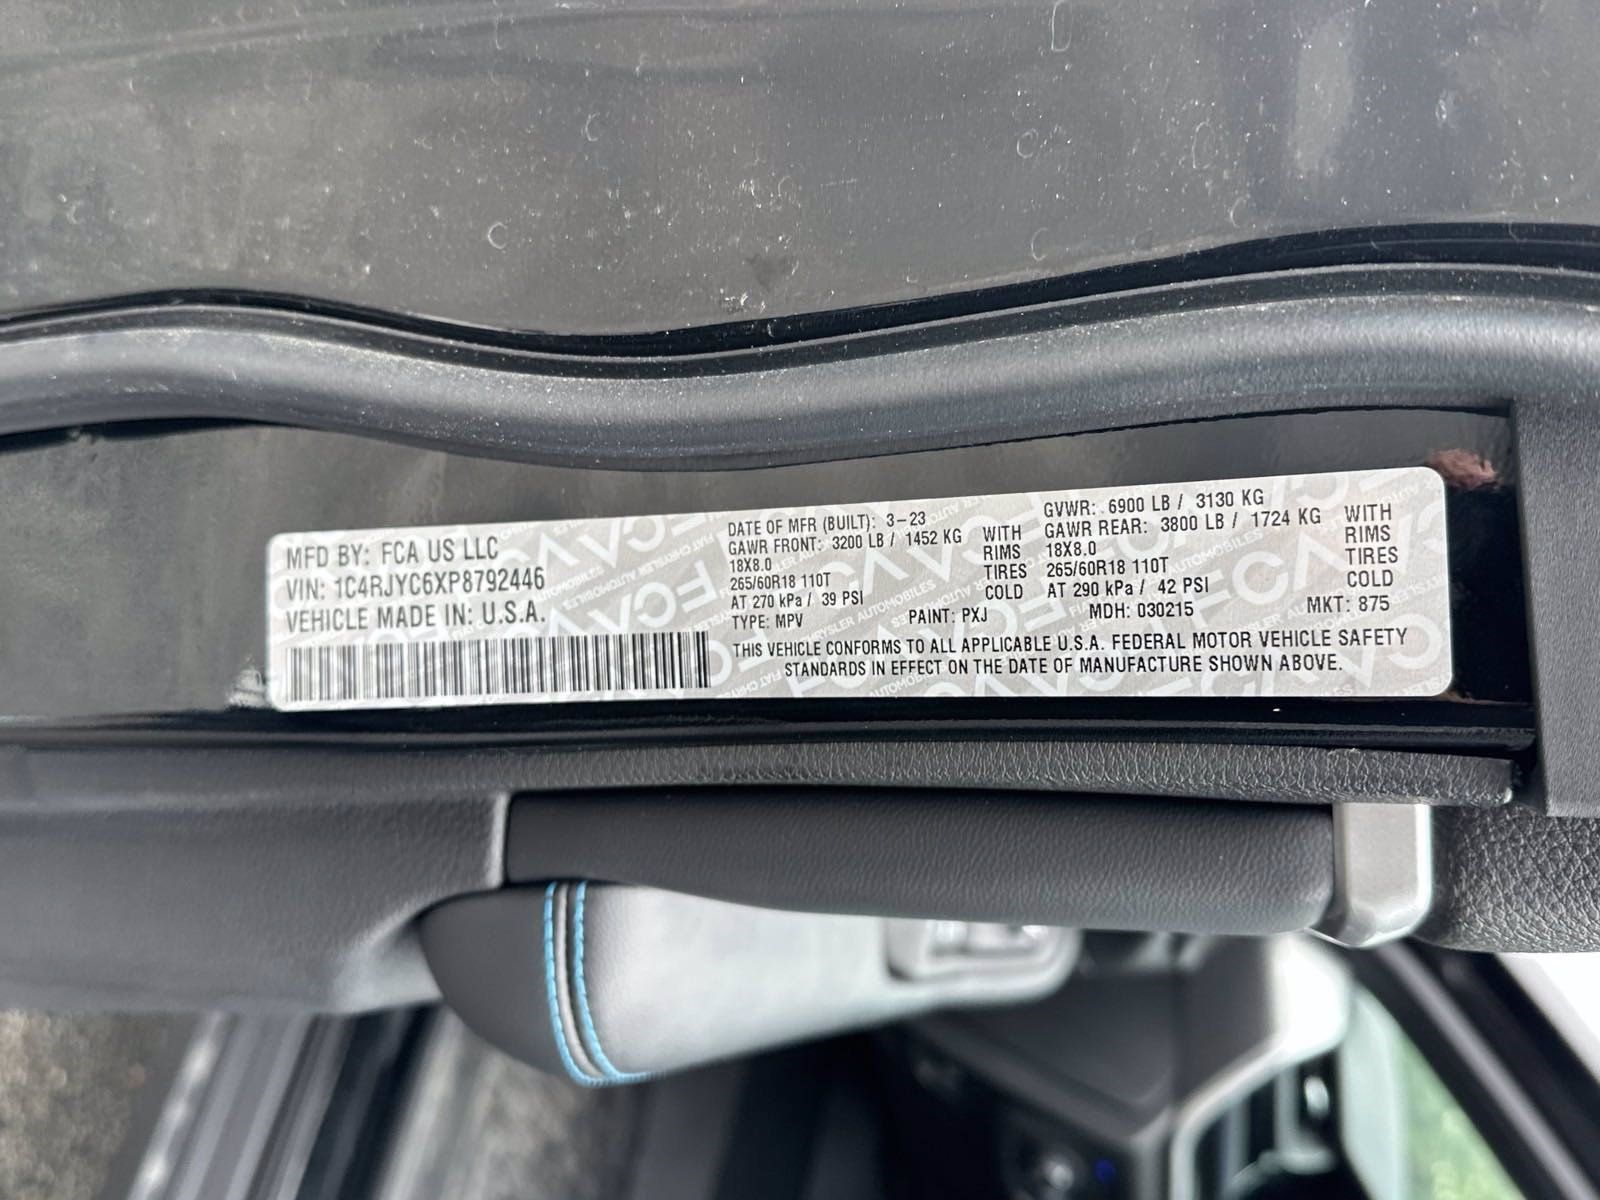 MFD BY: FCA US LLC
VIN: 1C4RJYC6XP8792446
VEHICLE MADE IN: U.S.A.
DATE OF MFR (BUILT): 3-23
GAWR FRONT: 3200 LB / 1452 KG WITH
18X8.0 RIMS
265/60R18 110T TIRES
AT 270 kPa / 39 PSI COLD
TYPE: MPV PAINT: PXJ
GVWR: 6900 LB / 3130 KG
GAWR REAR: 3800 LB / 1724 KG WITH
18X8.0 RIMS
265/60R18 110T TIRES
AT 290 kPa / 42 PSI COLD
MDH: 030215 MKT: 875
THIS VEHICLE CONFORMS TO ALL APPLICABLE U.S.A. FEDERAL MOTOR VEHICLE SAFETY
STANDARDS IN EFFECT ON THE DATE OF MANUFACTURE SHOWN ABOVE.